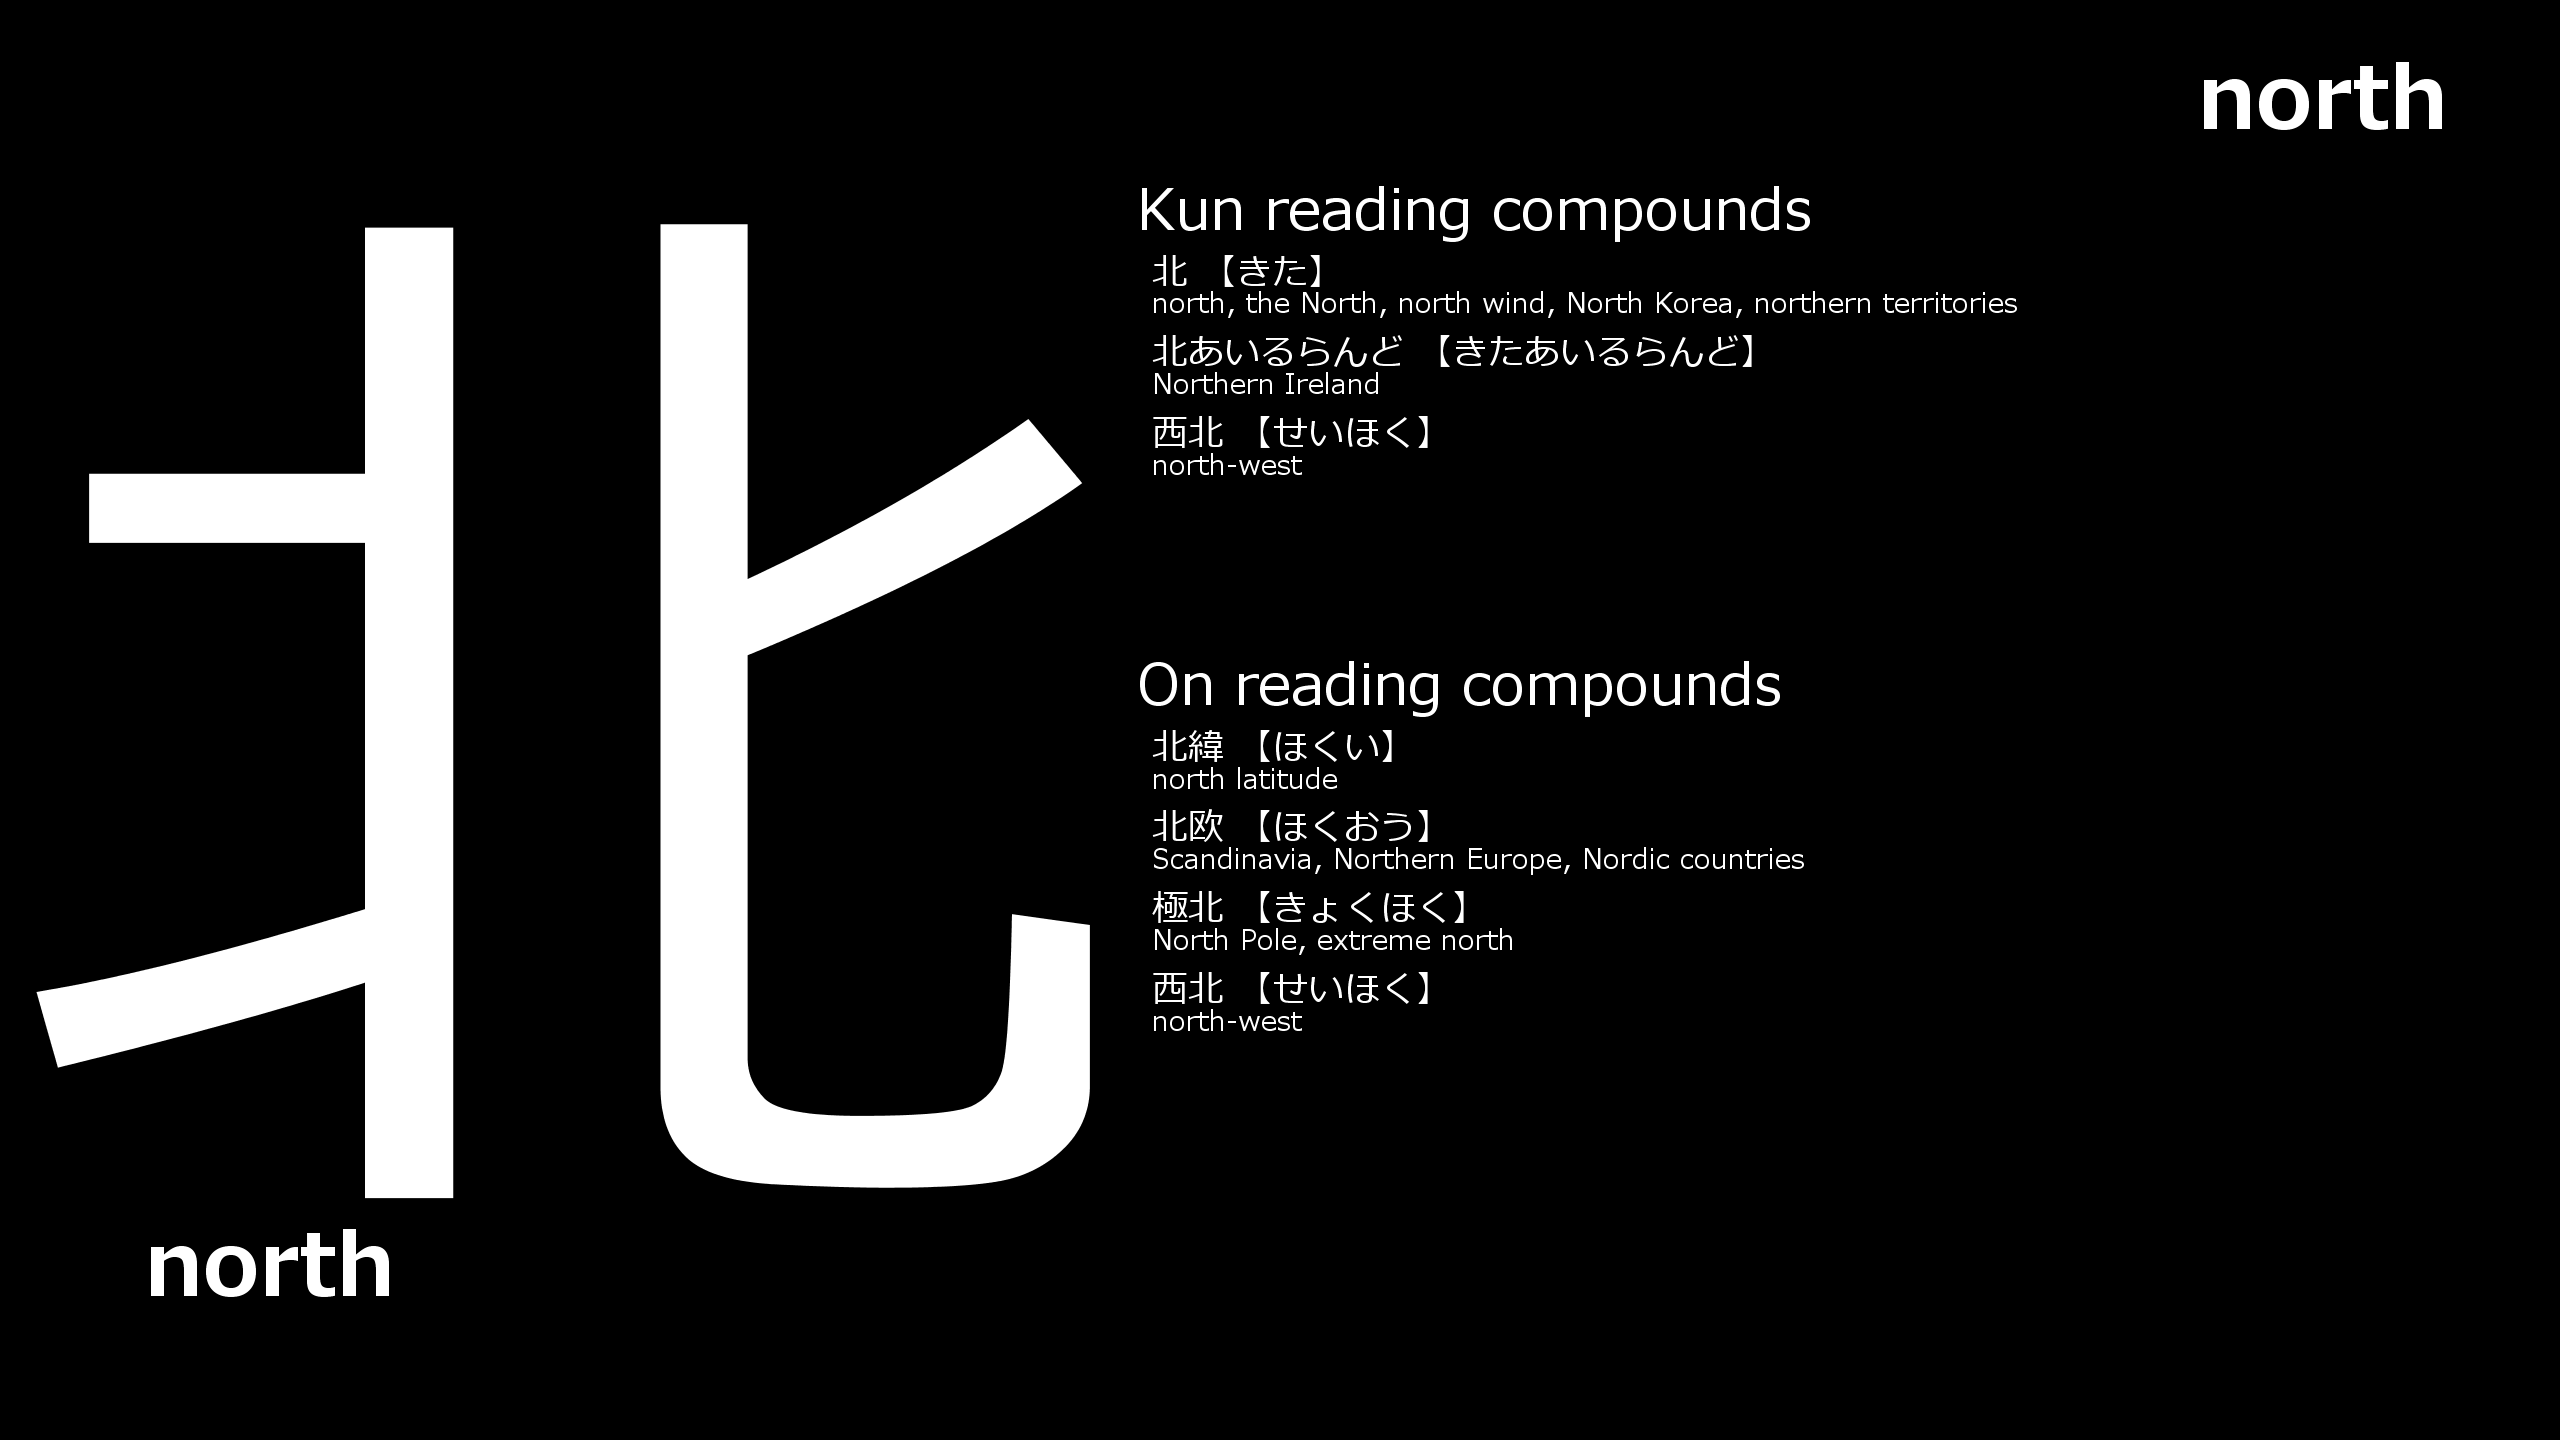 north
北
north
Kun reading compounds
北 【きた】
north, the North, north wind, North Korea, northern territories
北あいるらんど 【きたあいるらんど】
Northern Ireland
西北 【せいほく】
north-west
On reading compounds
北緯 【ほくい】
north latitude
北欧 【ほくおう】
Scandinavia, Northern Europe, Nordic countries
極北 【きょくほく】
North Pole, extreme north
西北 【せいほく】
north-west